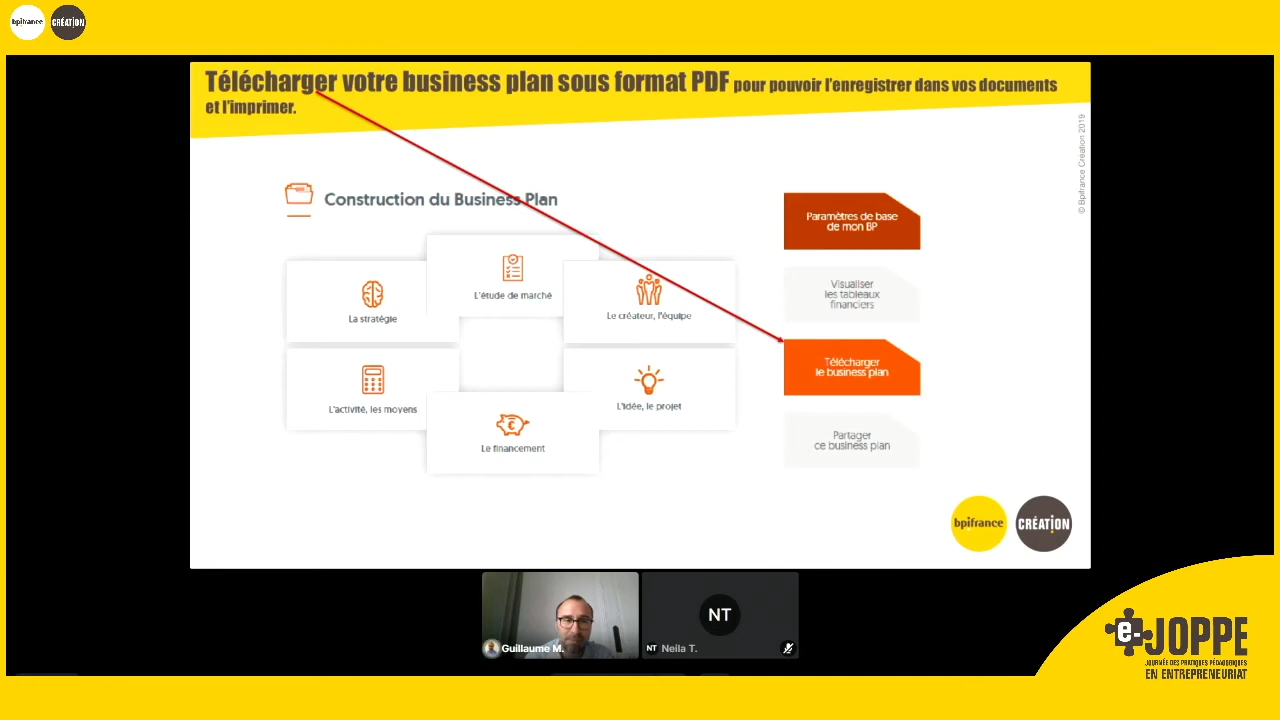 bpifrance
CRÉATION
Télécharger votre business plan sous format PDF pour pouvoir l'enregistrer dans vos documents
et l'imprimer.
© Bpifrance Création 2019
Construction du Business Plan
L'étude de marché
La stratégie
Le créateur, l'équipe
L'activité, les moyens
L'idée, le projet
Le financement
Paramètres de base
de mon BP
Visualiser
les tableaux
financiers
Télécharger
le business plan
Partager
ce business plan
bpifrance
CRÉATION
Guillaume M.
NT
NT Neila T.
e-JOPPE
JOURNÉE DES PRATIQUES PÉDAGOGIQUES
EN ENTREPRENEURIAT